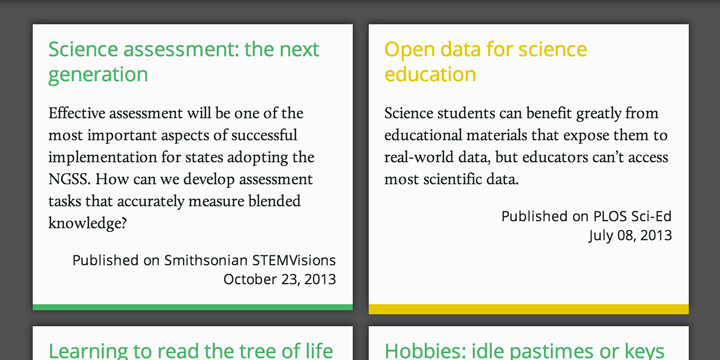 Science assessment: the next
generation
Effective assessment will be one of the
most important aspects of successful
implementation for states adopting the
NGSS. How can we develop assessment
tasks that accurately measure blended
knowledge?
Published on Smithsonian STEMVisions
October 23, 2013
Open data for science
education
Science students can benefit greatly from
educational materials that expose them to
real-world data, but educators can’t access
most scientific data.
Published on PLOS Sci-Ed
July 08, 2013
Learning to read the tree of life
Hobbies: idle pastimes or keys